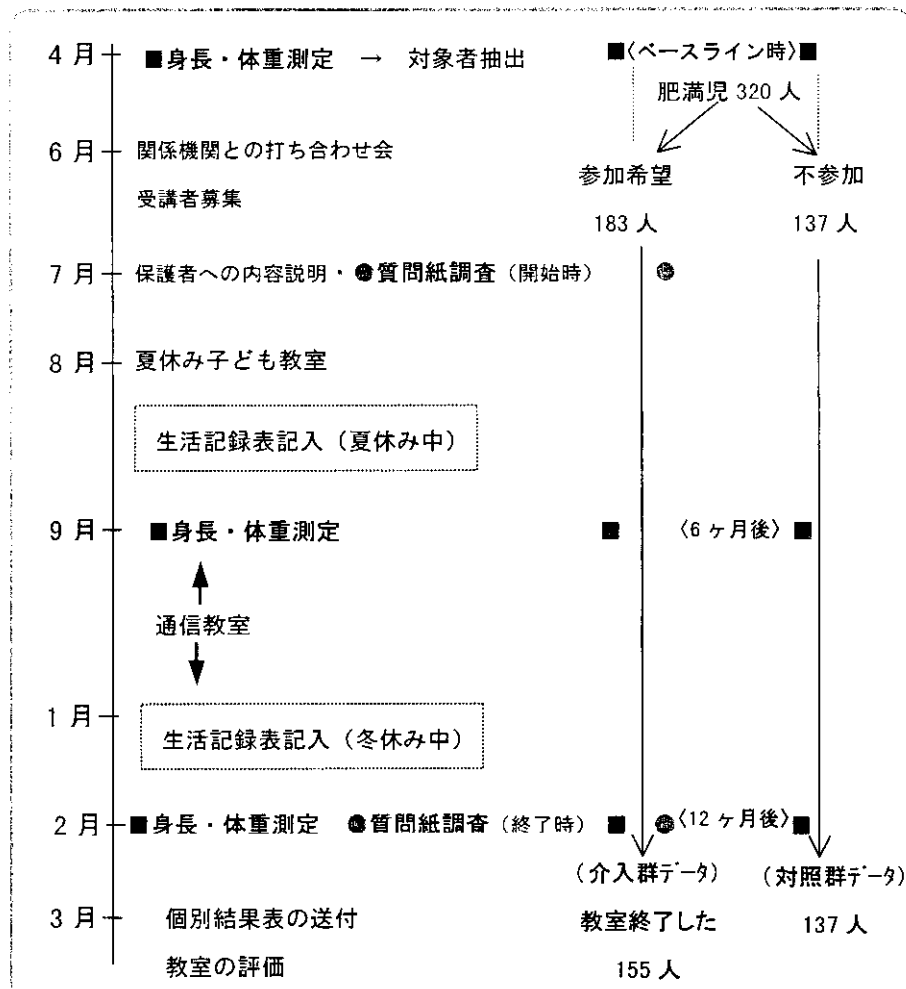 4月 ■身長・体重測定 → 対象者抽出 ■〈ベースライン時〉■
肥満児 320 人
6月 関係機関との打ち合わせ会
参加希望 不参加
受講者募集
183 人 137 人
7月 保護者への内容説明・●質問紙調査（開始時） ●
8月 夏休み子ども教室
生活記録表記入（夏休み中）
9月 ■身長・体重測定 ■ 〈6 ヶ月後〉■
通信教室
1月
生活記録表記入（冬休み中）
2月 ■身長・体重測定 ●質問紙調査（終了時） ■ ●〈12 ヶ月後〉■
（介入群ﾃﾞｰﾀ） （対照群ﾃﾞｰﾀ）
3月 個別結果表の送付 教室終了した 137 人
教室の評価 155 人